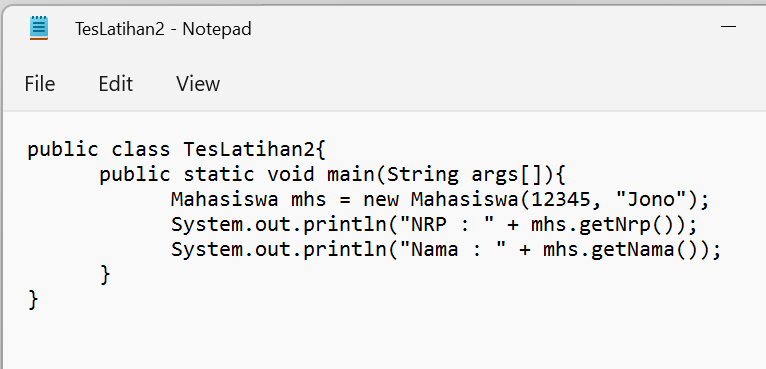 TesLatihan2 - Notepad
File Edit View
public class TesLatihan2{
public static void main(String args[]){
Mahasiswa mhs = new Mahasiswa(12345, "Jono");
System.out.println("NRP : " + mhs.getNrp());
System.out.println("Nama : " + mhs.getNama());
}
}